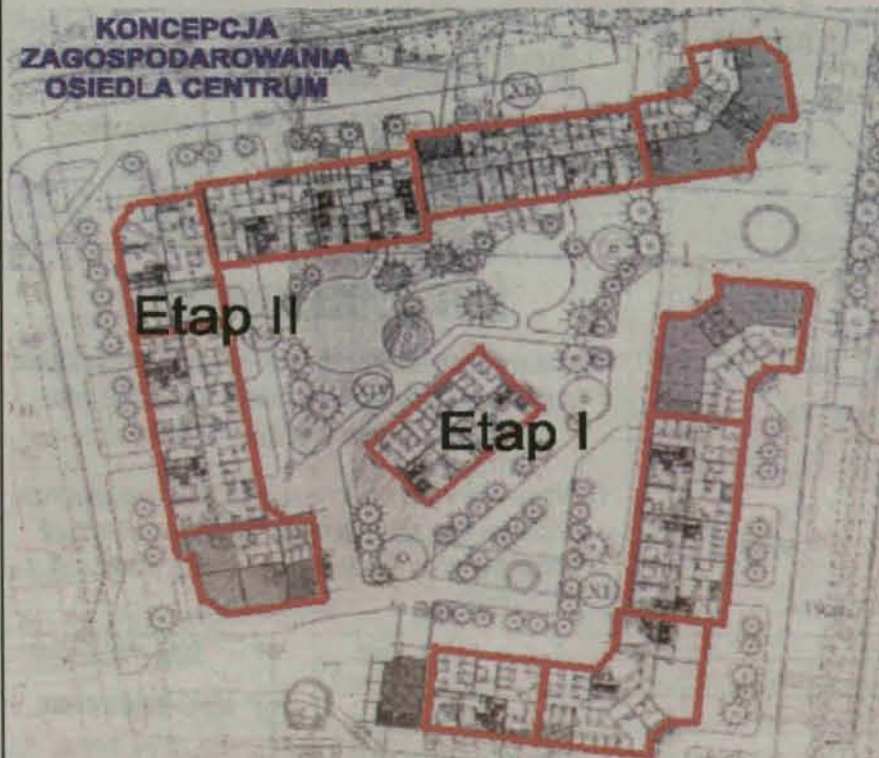 KONCEPCJA
ZAGOSPODAROWANIA
OSIEDLA CENTRUM
Etap II
Etap I